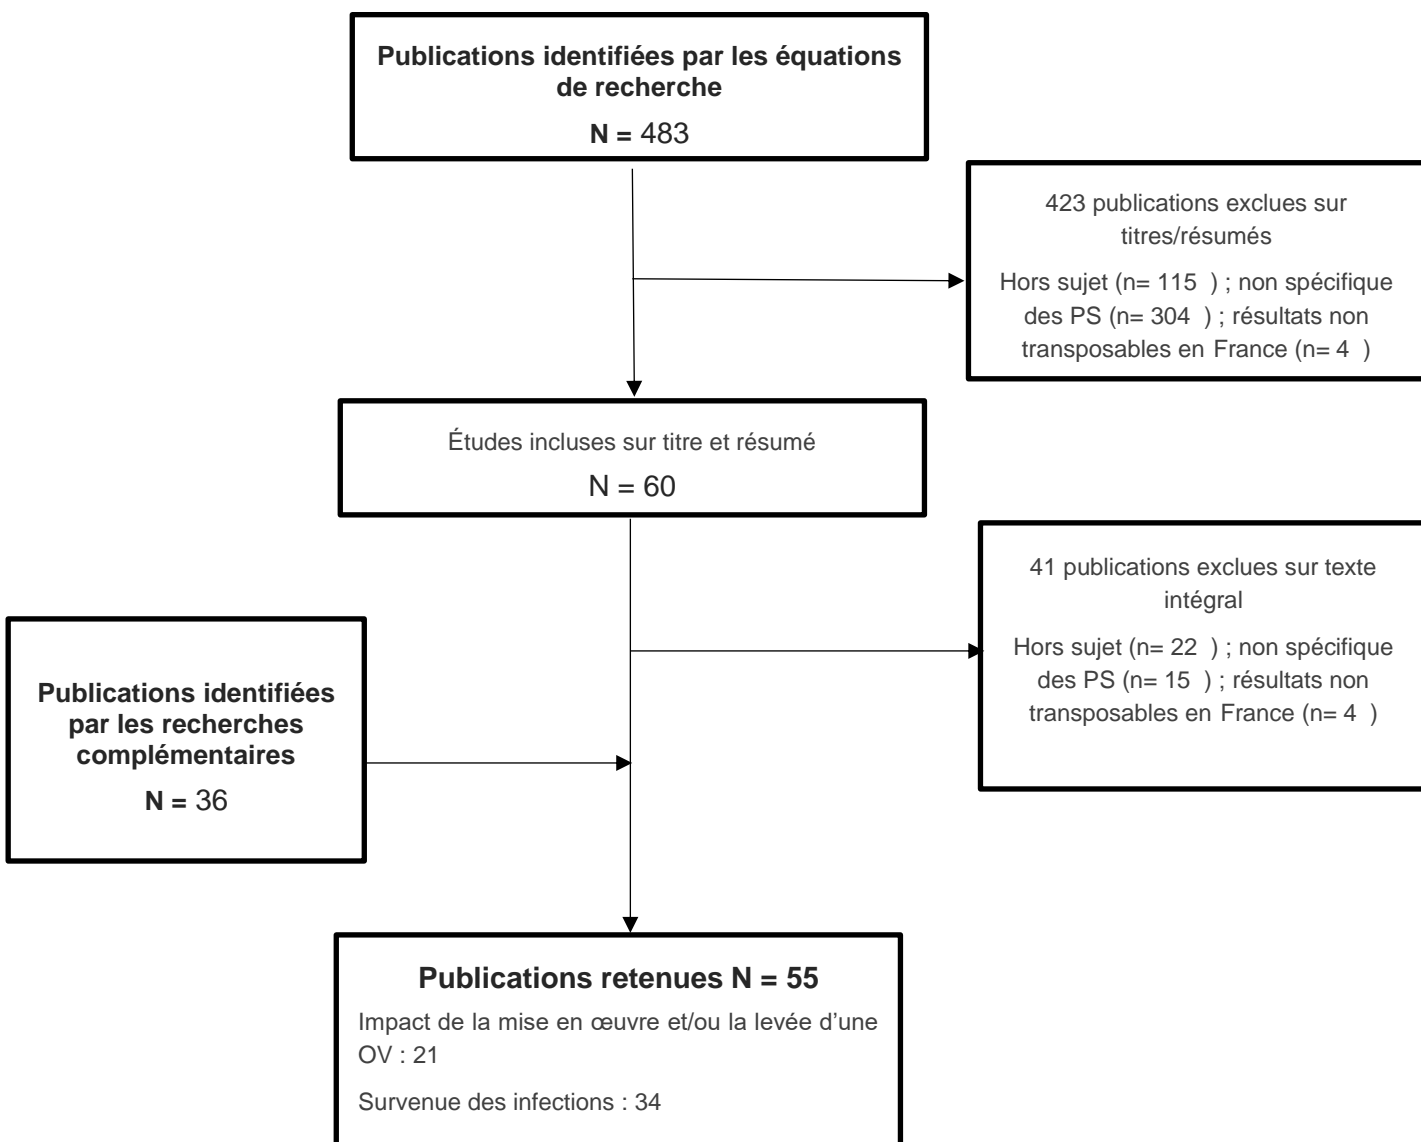 Publications identifiées par les équations
de recherche
N = 483
423 publications exclues sur
titres/résumés
Hors sujet (n= 115 ) ; non spécifique
des PS (n= 304 ) ; résultats non
transposables en France (n= 4 )
Études incluses sur titre et résumé
N = 60
41 publications exclues sur texte
intégral
Hors sujet (n= 22 ) ; non spécifique
des PS (n= 15 ) ; résultats non
transposables en France (n= 4 )
Publications identifiées
par les recherches
complémentaires
N = 36
Publications retenues N = 55
Impact de la mise en œuvre et/ou la levée d’une
OV : 21
Survenue des infections : 34